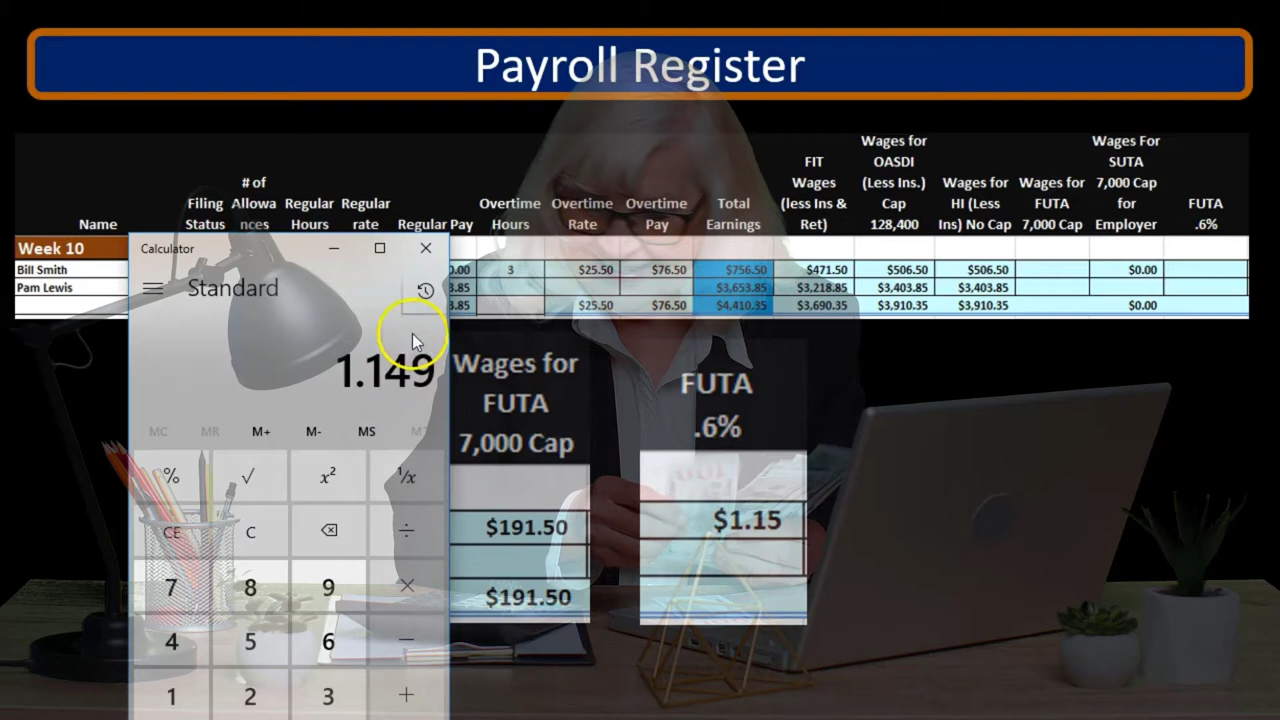 Payroll Register
Name
Filing Status
# of Allowa nces
Regular Hours
Regular rate
Regular Pay
Overtime Hours
Overtime Rate
Overtime Pay
Total Earnings
FIT Wages (less Ins & Ret)
Wages for OASDI (Less Ins.) Cap 128,400
Wages for HI (Less Ins) No Cap
Wages for FUTA 7,000 Cap
Wages For SUTA 7,000 Cap for Employer
FUTA .6%
Week 10
Bill Smith 0.00 3 $25.50 $76.50 $756.50 $471.50 $506.50 $506.50 $0.00
Pam Lewis 3.85 $3,653.85 $3,218.85 $3,403.85 $3,403.85
3.85 $25.50 $76.50 $4,410.35 $3,690.35 $3,910.35 $3,910.35 $0.00
Calculator
Standard
1.149
MC MR M+ M- MS
% √ x² ¹/x
CE C ÷
7 8 9 ×
4 5 6 −
1 2 3 +
Wages for
FUTA
7,000 Cap
$191.50
$191.50
FUTA
.6%
$1.15